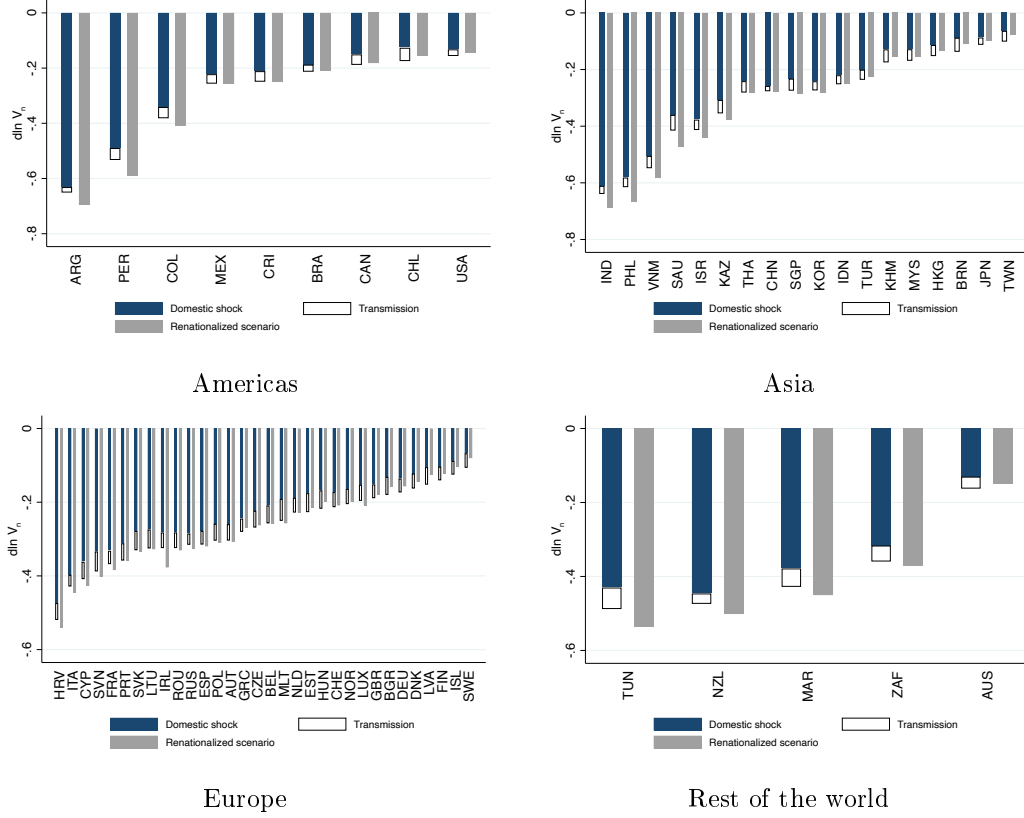 0
-.2
-.4
-.6
-.8
dln Vn
ARG PER COL MEX CRI BRA CAN CHL USA
Domestic shock Transmission
Renationalized scenario
Americas
0
-.2
-.4
-.6
-.8
dln Vn
IND PHL VNM SAU ISR KAZ THA CHN SGP KOR IDN TUR KHM MYS HKG BRN JPN TWN
Domestic shock Transmission
Renationalized scenario
Asia
0
-.2
-.4
-.6
dln Vn
HRV ITA CYP SVN FRA PRT SVK LTU IRL ROU RUS ESP POL AUT GRC CZE BEL MLT NLD EST HUN CHE NOR LUX GBR BGR DEU DNK LVA FIN ISL SWE
Domestic shock Transmission
Renationalized scenario
Europe
0
-.2
-.4
-.6
dln Vn
TUN NZL MAR ZAF AUS
Domestic shock Transmission
Renationalized scenario
Rest of the world